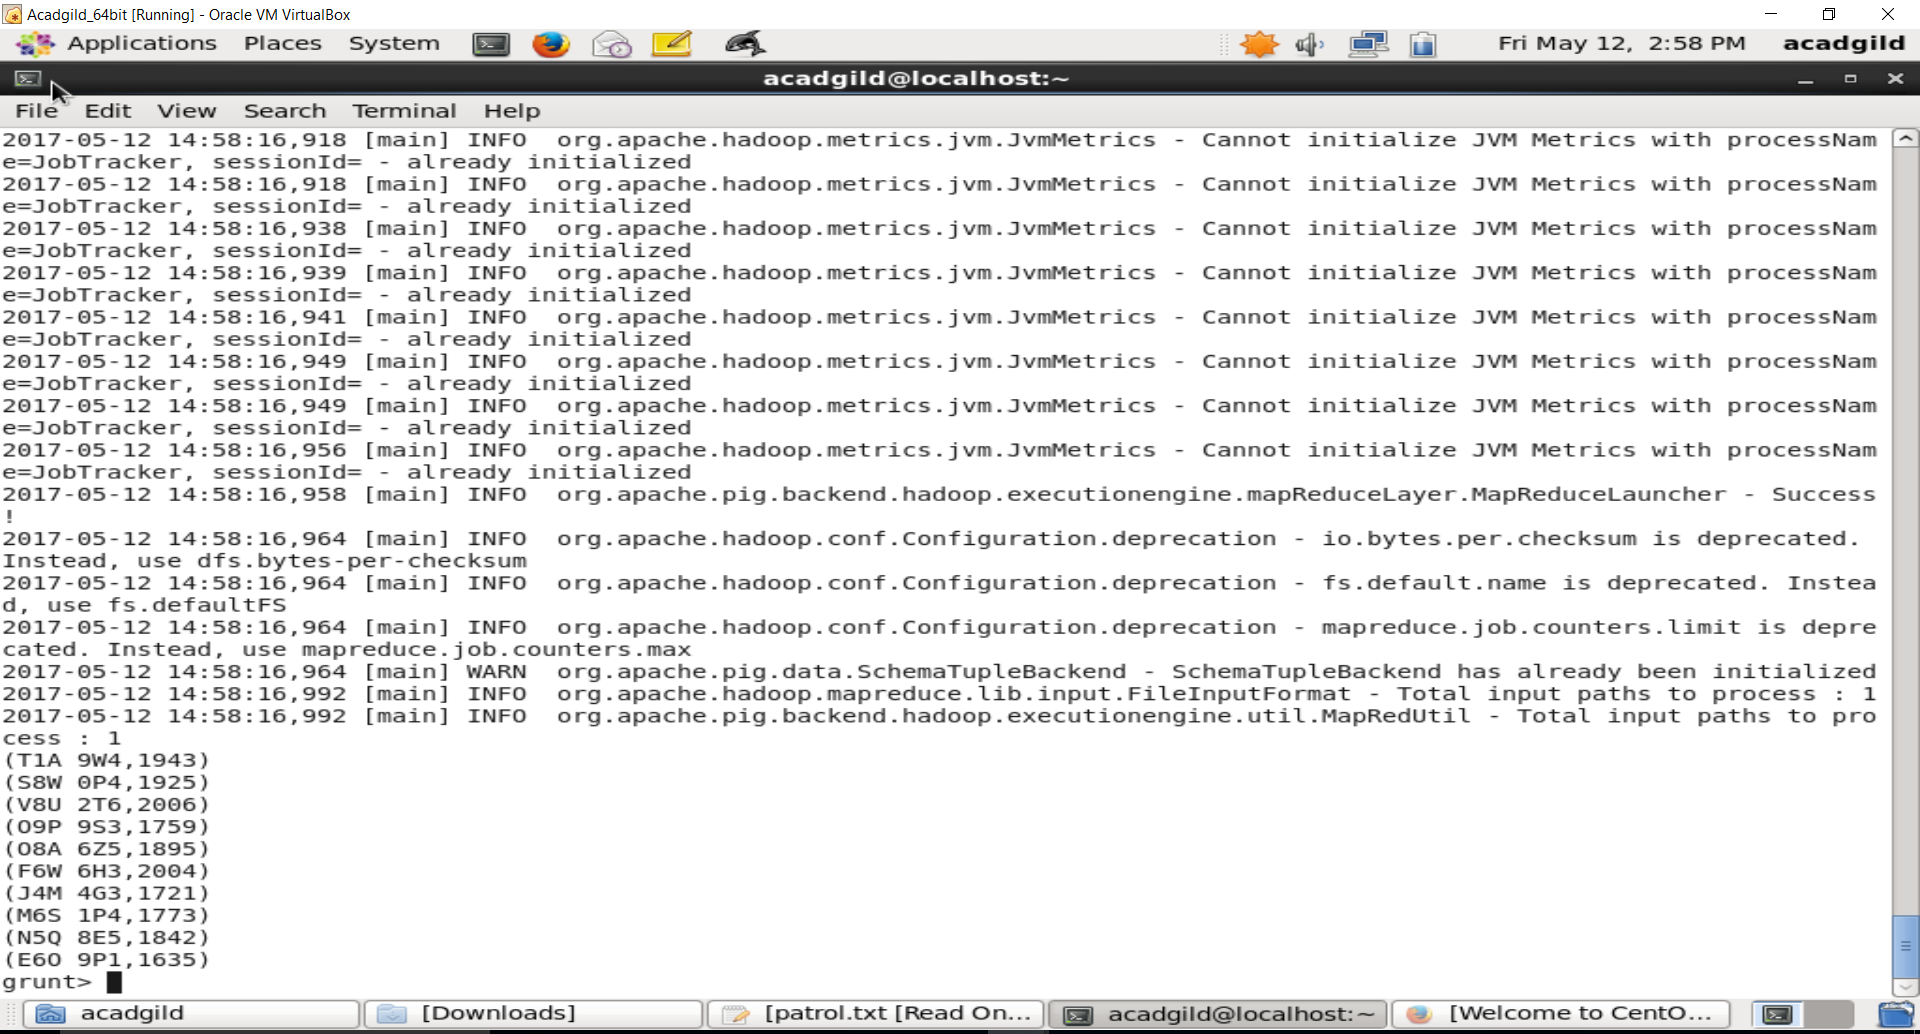 Acadgild_64bit [Running] - Oracle VM VirtualBox
Applications Places System Fri May 12, 2:58 PM acadgild
acadgild@localhost:~
File Edit View Search Terminal Help
2017-05-12 14:58:16,918 [main] INFO  org.apache.hadoop.metrics.jvm.JvmMetrics - Cannot initialize JVM Metrics with processNam
e=JobTracker, sessionId= - already initialized
2017-05-12 14:58:16,918 [main] INFO  org.apache.hadoop.metrics.jvm.JvmMetrics - Cannot initialize JVM Metrics with processNam
e=JobTracker, sessionId= - already initialized
2017-05-12 14:58:16,938 [main] INFO  org.apache.hadoop.metrics.jvm.JvmMetrics - Cannot initialize JVM Metrics with processNam
e=JobTracker, sessionId= - already initialized
2017-05-12 14:58:16,939 [main] INFO  org.apache.hadoop.metrics.jvm.JvmMetrics - Cannot initialize JVM Metrics with processNam
e=JobTracker, sessionId= - already initialized
2017-05-12 14:58:16,941 [main] INFO  org.apache.hadoop.metrics.jvm.JvmMetrics - Cannot initialize JVM Metrics with processNam
e=JobTracker, sessionId= - already initialized
2017-05-12 14:58:16,949 [main] INFO  org.apache.hadoop.metrics.jvm.JvmMetrics - Cannot initialize JVM Metrics with processNam
e=JobTracker, sessionId= - already initialized
2017-05-12 14:58:16,949 [main] INFO  org.apache.hadoop.metrics.jvm.JvmMetrics - Cannot initialize JVM Metrics with processNam
e=JobTracker, sessionId= - already initialized
2017-05-12 14:58:16,956 [main] INFO  org.apache.hadoop.metrics.jvm.JvmMetrics - Cannot initialize JVM Metrics with processNam
e=JobTracker, sessionId= - already initialized
2017-05-12 14:58:16,958 [main] INFO  org.apache.pig.backend.hadoop.executionengine.mapReduceLayer.MapReduceLauncher - Success
!
2017-05-12 14:58:16,964 [main] INFO  org.apache.hadoop.conf.Configuration.deprecation - io.bytes.per.checksum is deprecated.
Instead, use dfs.bytes-per-checksum
2017-05-12 14:58:16,964 [main] INFO  org.apache.hadoop.conf.Configuration.deprecation - fs.default.name is deprecated. Instea
d, use fs.defaultFS
2017-05-12 14:58:16,964 [main] INFO  org.apache.hadoop.conf.Configuration.deprecation - mapreduce.job.counters.limit is depre
cated. Instead, use mapreduce.job.counters.max
2017-05-12 14:58:16,964 [main] WARN  org.apache.pig.data.SchemaTupleBackend - SchemaTupleBackend has already been initialized
2017-05-12 14:58:16,992 [main] INFO  org.apache.hadoop.mapreduce.lib.input.FileInputFormat - Total input paths to process : 1
2017-05-12 14:58:16,992 [main] INFO  org.apache.pig.backend.hadoop.executionengine.util.MapRedUtil - Total input paths to pro
cess : 1
(T1A 9W4,1943)
(S8W 0P4,1925)
(V8U 2T6,2006)
(O9P 9S3,1759)
(O8A 6Z5,1895)
(F6W 6H3,2004)
(J4M 4G3,1721)
(M6S 1P4,1773)
(N5Q 8E5,1842)
(E6O 9P1,1635)
grunt>
acadgild [Downloads] [patrol.txt [Read On... acadgild@localhost:~ [Welcome to CentO...